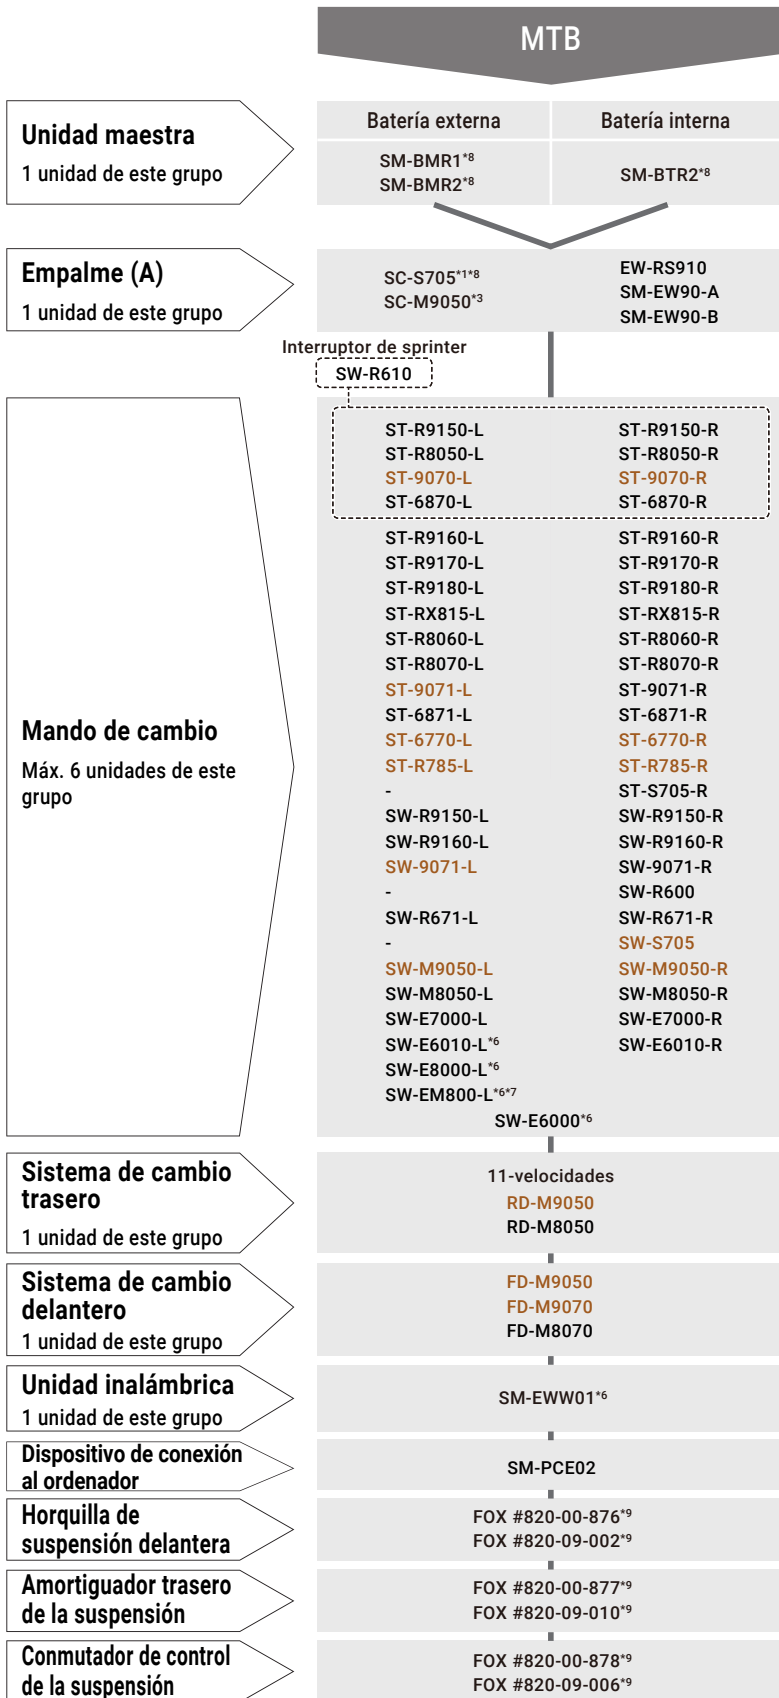 MTB
Unidad maestra
1 unidad de este grupo
Batería externa
Batería interna
SM-BMR1*8
SM-BMR2*8
SM-BTR2*8
Empalme (A)
1 unidad de este grupo
SC-S705*1*8
SC-M9050*3
EW-RS910
SM-EW90-A
SM-EW90-B
Interruptor de sprinter
SW-R610
Mando de cambio
Máx. 6 unidades de este
grupo
ST-R9150-L ST-R9150-R
ST-R8050-L ST-R8050-R
ST-9070-L ST-9070-R
ST-6870-L ST-6870-R
ST-R9160-L ST-R9160-R
ST-R9170-L ST-R9170-R
ST-R9180-L ST-R9180-R
ST-RX815-L ST-RX815-R
ST-R8060-L ST-R8060-R
ST-R8070-L ST-R8070-R
ST-9071-L ST-9071-R
ST-6871-L ST-6871-R
ST-6770-L ST-6770-R
ST-R785-L ST-R785-R
- ST-S705-R
SW-R9150-L SW-R9150-R
SW-R9160-L SW-R9160-R
SW-9071-L SW-9071-R
- SW-R600
SW-R671-L SW-R671-R
- SW-S705
SW-M9050-L SW-M9050-R
SW-M8050-L SW-M8050-R
SW-E7000-L SW-E7000-R
SW-E6010-L*6 SW-E6010-R
SW-E8000-L*6
SW-EM800-L*6*7
SW-E6000*6
Sistema de cambio
trasero
1 unidad de este grupo
11-velocidades
RD-M9050
RD-M8050
Sistema de cambio
delantero
1 unidad de este grupo
FD-M9050
FD-M9070
FD-M8070
Unidad inalámbrica
1 unidad de este grupo
SM-EWW01*6
Dispositivo de conexión
al ordenador
SM-PCE02
Horquilla de
suspensión delantera
FOX #820-00-876*9
FOX #820-09-002*9
Amortiguador trasero
de la suspensión
FOX #820-00-877*9
FOX #820-09-010*9
Conmutador de control
de la suspensión
FOX #820-00-878*9
FOX #820-09-006*9